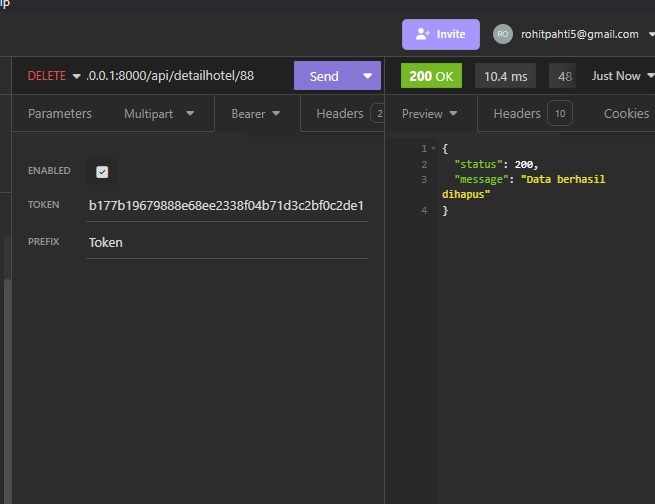 Ip
Invite
RO rohitpahti5@gmail.com
DELETE .0.0.1:8000/api/detailhotel/88 Send 200 OK 10.4 ms 48 Just Now
Parameters Multipart Bearer Headers 2 Preview Headers 10 Cookies
ENABLED
TOKEN b177b19679888e68ee2338f04b71d3c2bf0c2de1
PREFIX Token
1 {
2 "status": 200,
3 "message": "Data berhasil
dihapus"
4 }